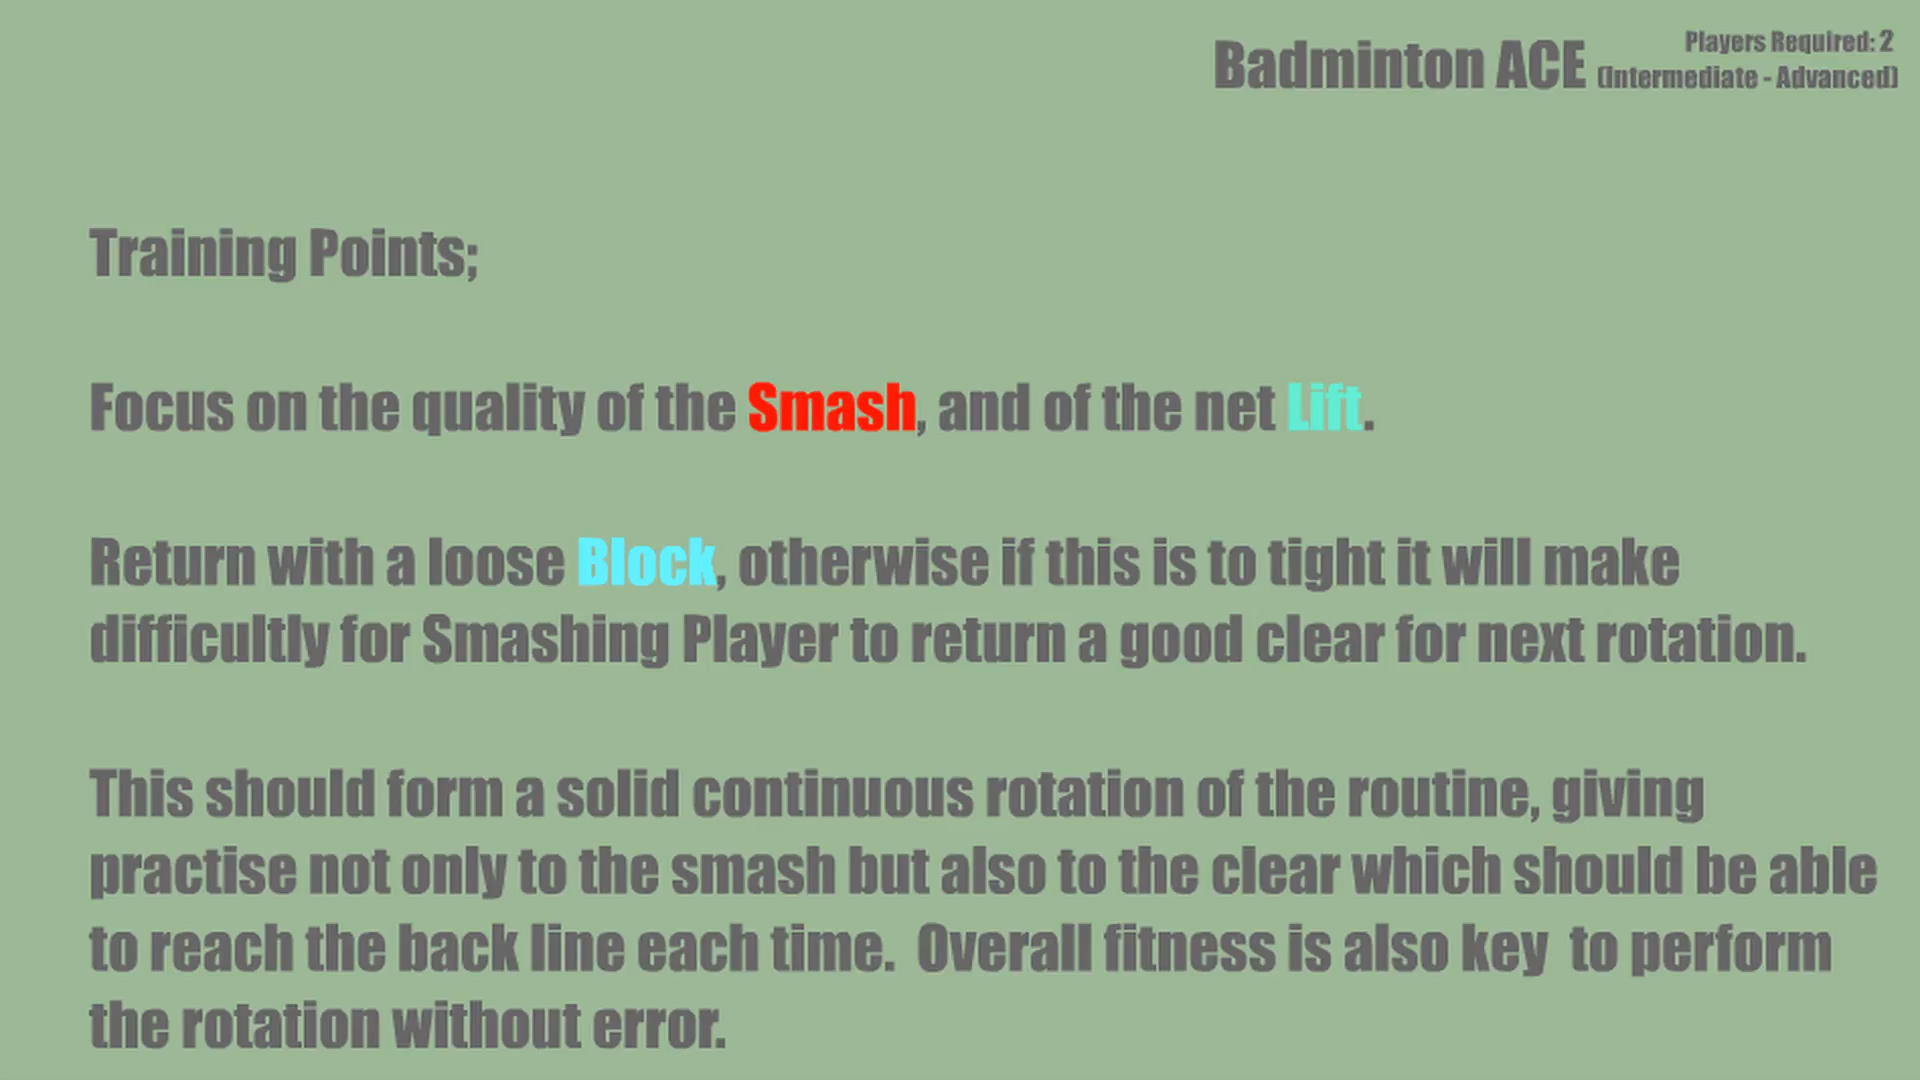 Players Required: 2
Badminton ACE (Intermediate - Advanced)
Training Points;
Focus on the quality of the Smash, and of the net Lift.
Return with a loose Block, otherwise if this is to tight it will make
difficultly for Smashing Player to return a good clear for next rotation.
This should form a solid continuous rotation of the routine, giving
practise not only to the smash but also to the clear which should be able
to reach the back line each time.  Overall fitness is also key  to perform
the rotation without error.